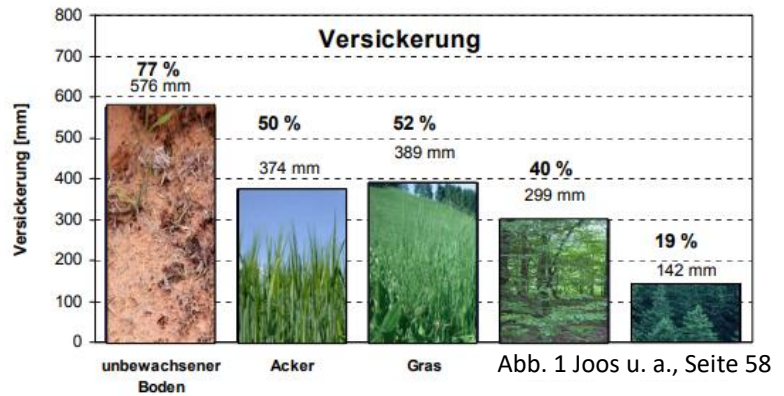 Versickerung
Versickerung [mm]
800
700
600
500
400
300
200
100
0
77 %
576 mm
50 %
374 mm
52 %
389 mm
40 %
299 mm
19 %
142 mm
unbewachsener
Boden
Acker
Gras
Abb. 1 Joos u. a., Seite 58